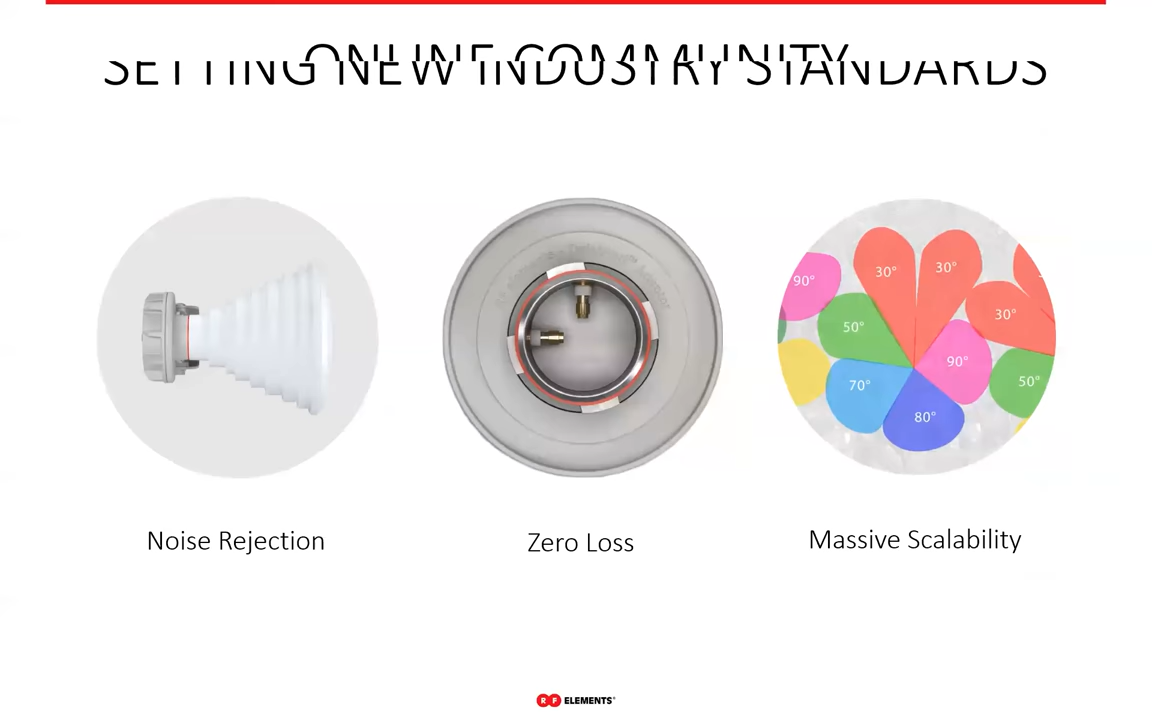 ONLINE COMMUNITY
SETTING NEW INDUSTRY STANDARDS
30°
30°
90°
30°
50°
90°
70°
50°
80°
Noise Rejection
Zero Loss
Massive Scalability
RF ELEMENTS